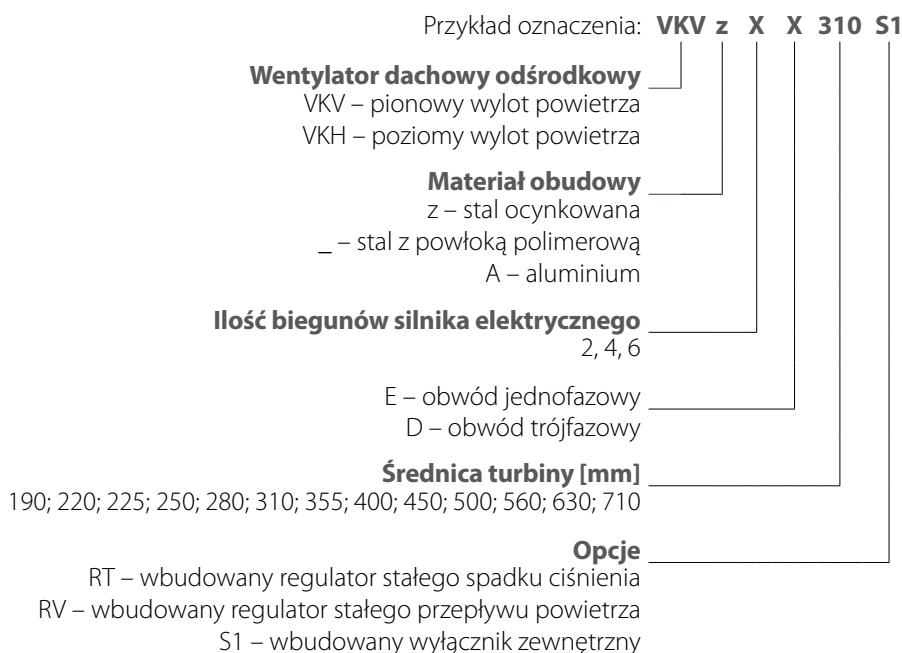 Przykład oznaczenia: VKV z X X 310 S1
Wentylator dachowy odśrodkowy
VKV – pionowy wylot powietrza
VKH – poziomy wylot powietrza
Materiał obudowy
z – stal ocynkowana
_ – stal z powłoką polimerową
A – aluminium
Ilość biegunów silnika elektrycznego
2, 4, 6
E – obwód jednofazowy
D – obwód trójfazowy
Średnica turbiny [mm]
190; 220; 225; 250; 280; 310; 355; 400; 450; 500; 560; 630; 710
Opcje
RT – wbudowany regulator stałego spadku ciśnienia
RV – wbudowany regulator stałego przepływu powietrza
S1 – wbudowany wyłącznik zewnętrzny